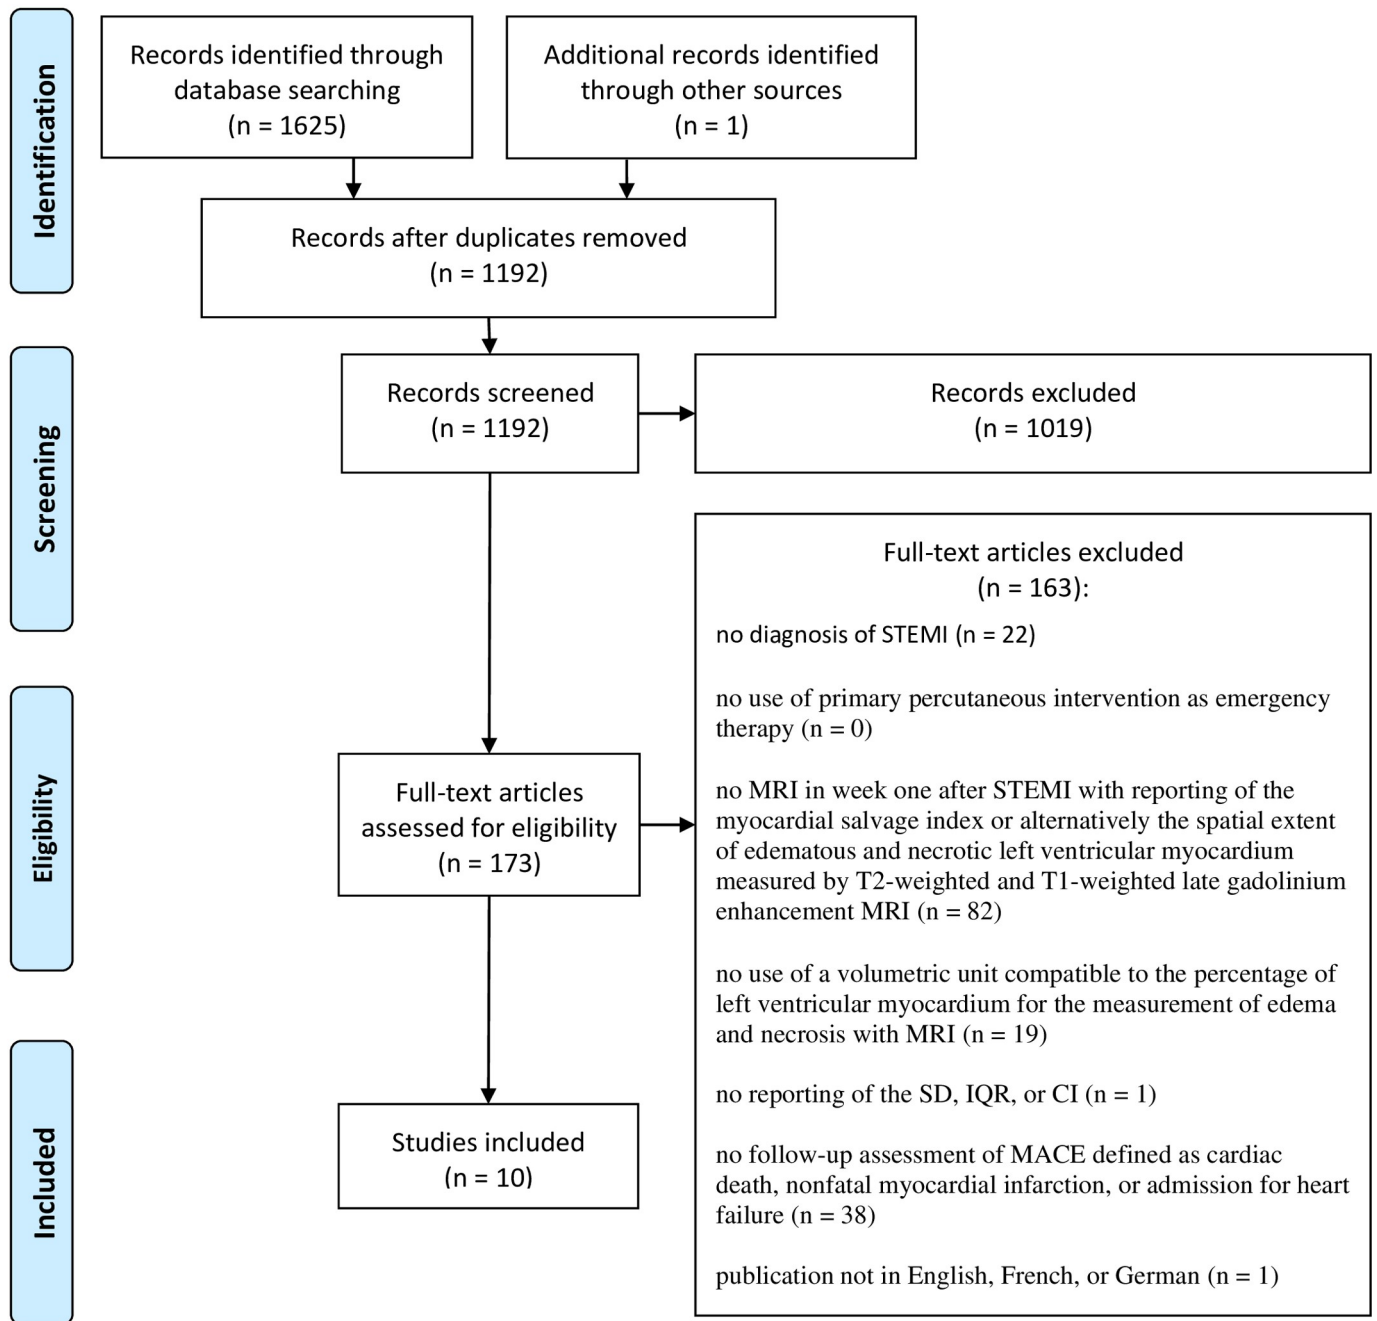 Identification
Records identified through
database searching
(n = 1625)
Additional records identified
through other sources
(n = 1)
Records after duplicates removed
(n = 1192)
Screening
Records screened
(n = 1192)
Records excluded
(n = 1019)
Eligibility
Full-text articles
assessed for eligibility
(n = 173)
Full-text articles excluded
(n = 163):
no diagnosis of STEMI (n = 22)
no use of primary percutaneous intervention as emergency
therapy (n = 0)
no MRI in week one after STEMI with reporting of the
myocardial salvage index or alternatively the spatial extent
of edematous and necrotic left ventricular myocardium
measured by T2-weighted and T1-weighted late gadolinium
enhancement MRI (n = 82)
no use of a volumetric unit compatible to the percentage of
left ventricular myocardium for the measurement of edema
and necrosis with MRI (n = 19)
no reporting of the SD, IQR, or CI (n = 1)
no follow-up assessment of MACE defined as cardiac
death, nonfatal myocardial infarction, or admission for heart
failure (n = 38)
publication not in English, French, or German (n = 1)
Included
Studies included
(n = 10)